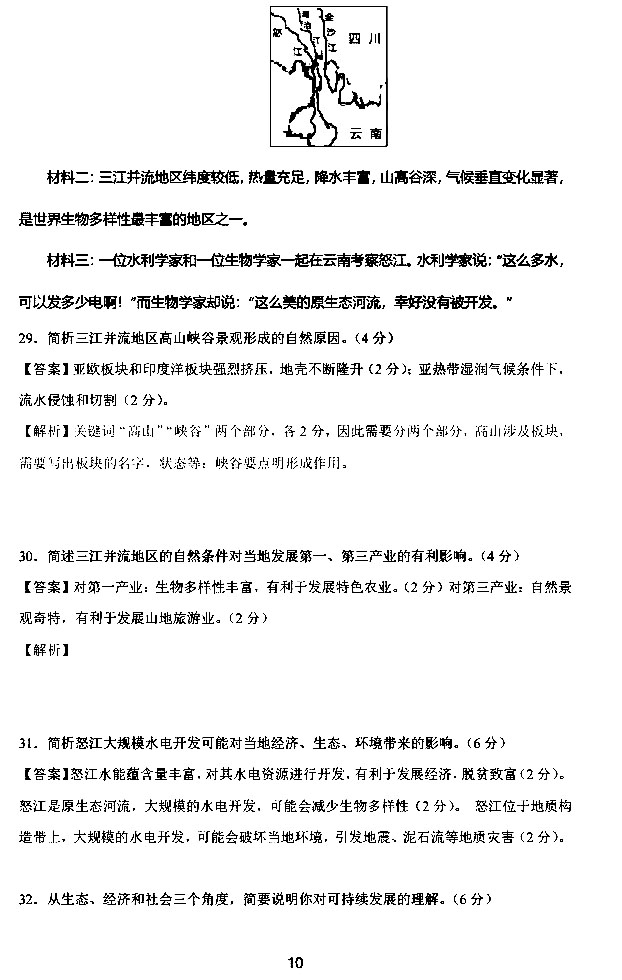 怒
江
澜
沧
江
金
沙
江
四 川
云 南
材料二：三江并流地区纬度较低，热量充足，降水丰富，山高谷深，气候垂直变化显著，
是世界生物多样性最丰富的地区之一。
材料三：一位水利学家和一位生物学家一起在云南考察怒江。水利学家说：“这么多水，
可以发多少电啊！”而生物学家却说：“这么美的原生态河流，幸好没有被开发。”
29．简析三江并流地区高山峡谷景观形成的自然原因。（4 分）
【答案】亚欧板块和印度洋板块强烈挤压，地壳不断隆升（2 分）；亚热带湿润气候条件下，
流水侵蚀和切割（2 分）。
【解析】关键词“高山”“峡谷”两个部分，各 2 分，因此需要分两个部分，高山涉及板块，
需要写出板块的名字，状态等；峡谷要点明形成作用。
30．简述三江并流地区的自然条件对当地发展第一、第三产业的有利影响。（4 分）
【答案】对第一产业：生物多样性丰富，有利于发展特色农业。（2 分）对第三产业：自然景
观奇特，有利于发展山地旅游业。（2 分）
【解析】
31．简析怒江大规模水电开发可能对当地经济、生态、环境带来的影响。（6 分）
【答案】怒江水能蕴含量丰富，对其水电资源进行开发，有利于发展经济，脱贫致富（2 分）。
怒江是原生态河流，大规模的水电开发，可能会减少生物多样性（2 分）。 怒江位于地质构
造带上，大规模的水电开发，可能会破坏当地环境，引发地震、泥石流等地质灾害（2 分）。
32．从生态、经济和社会三个角度，简要说明你对可持续发展的理解。（6 分）
10